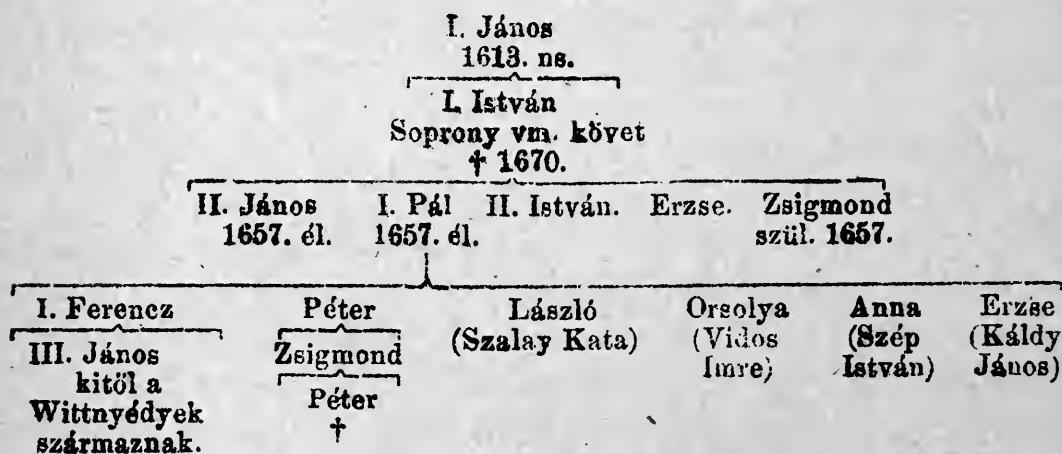 I. János
1613. ns.
I. István
Soprony vm. követ
† 1670.
II. János I. Pál II. István. Erzse. Zsigmond
1657. él. 1657. él. szül. 1657.
I. Ferencz Péter László Orsolya Anna Erzse
III. János Zsigmond (Szalay Kata) (Vidos (Szép (Káldy
kitől a Péter Imre) István) János)
Wittnyédyek †
származnak.